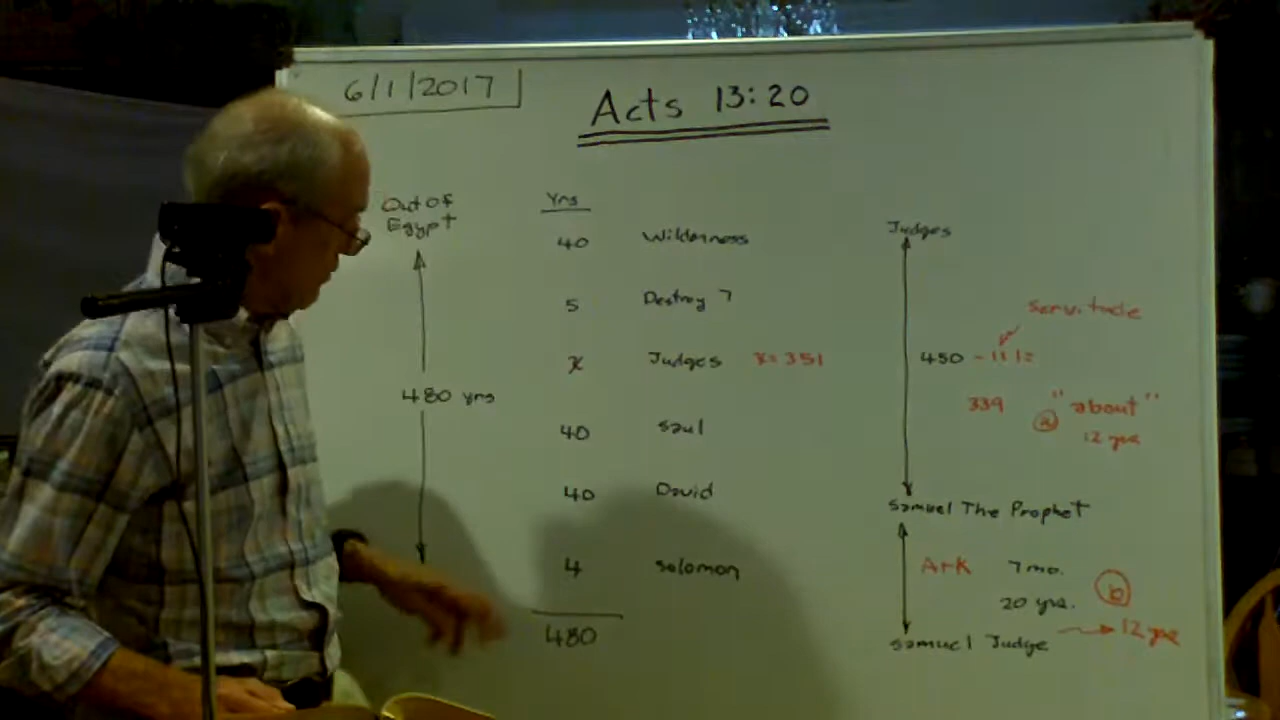 6/1/2017
Acts 13:20
Out of
Egypt
480 yrs
Yrs
40 Wilderness
5 Destroy 7
x Judges x=351
40 Saul
40 David
4 Solomon
480
Judges
Servitude
450 - 111=
339 "about"
a 12 yrs
Samuel The Prophet
Ark 7 mo.
20 yrs. b
Samuel Judge 12 yrs